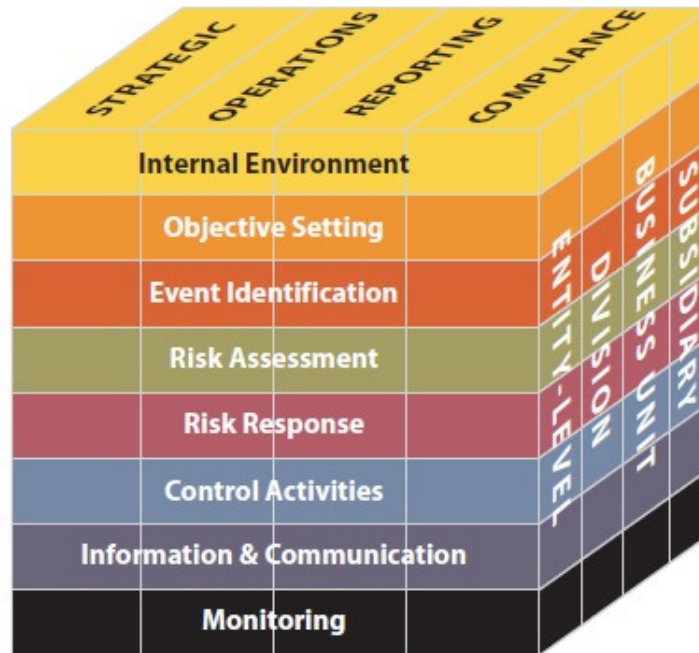 STRATEGIC
OPERATIONS
REPORTING
COMPLIANCE
Internal Environment
Objective Setting
Event Identification
Risk Assessment
Risk Response
Control Activities
Information & Communication
Monitoring
ENTITY-LEVEL
DIVISION
BUSINESS UNIT
SUBSIDIARY